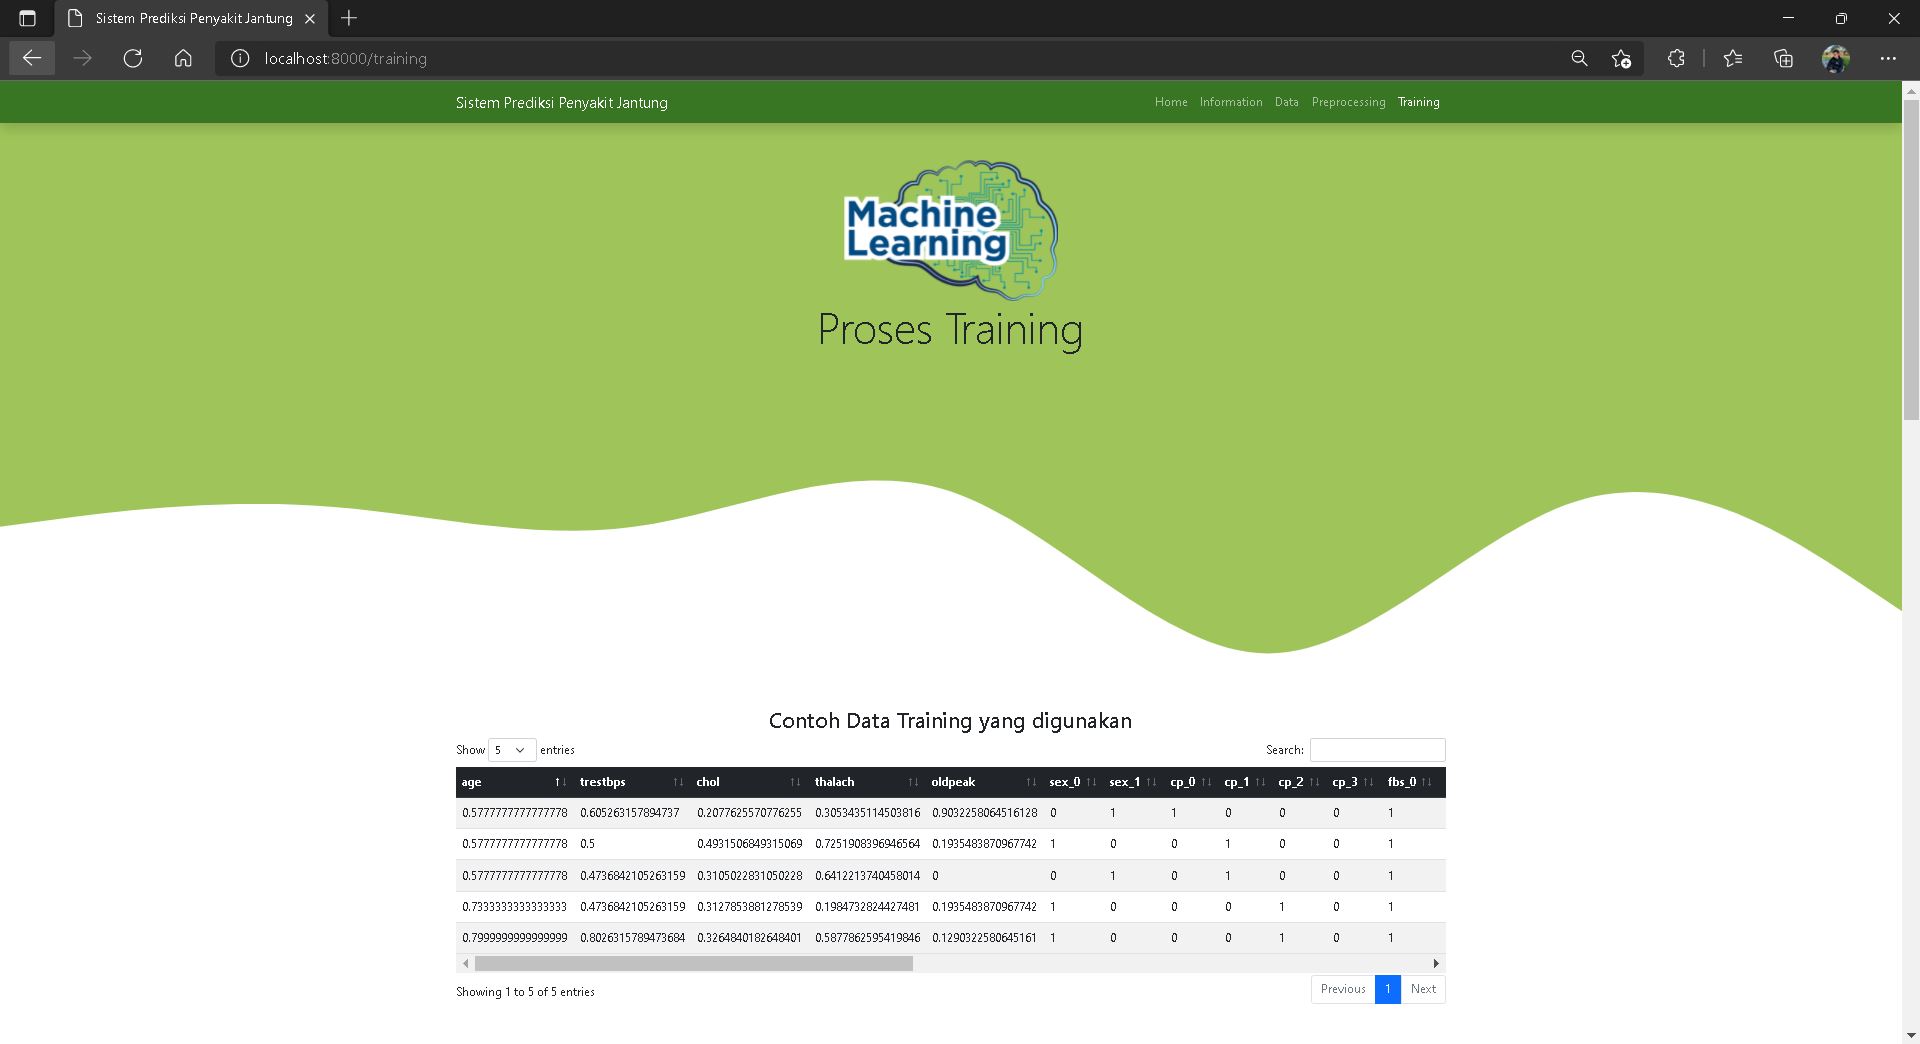 Sistem Prediksi Penyakit Jantung
localhost:8000/training
Sistem Prediksi Penyakit Jantung Home Information Data Preprocessing Training
Machine
Learning
Proses Training
Contoh Data Training yang digunakan
Show 5 entries Search:
age trestbps chol thalach oldpeak sex_0 sex_1 cp_0 cp_1 cp_2 cp_3 fbs_0
0.5777777777777778 0.605263157894737 0.2077625570776255 0.3053435114503816 0.9032258064516128 0 1 1 0 0 0 1
0.5777777777777778 0.5 0.4931506849315069 0.7251908396946564 0.1935483870967742 1 0 0 1 0 0 1
0.5777777777777778 0.4736842105263159 0.3105022831050228 0.6412213740458014 0 0 1 0 1 0 0 1
0.7333333333333333 0.4736842105263159 0.3127853881278539 0.1984732824427481 0.1935483870967742 1 0 0 0 1 0 1
0.7999999999999999 0.8026315789473684 0.3264840182648401 0.5877862595419846 0.1290322580645161 1 0 0 0 1 0 1
Showing 1 to 5 of 5 entries Previous 1 Next